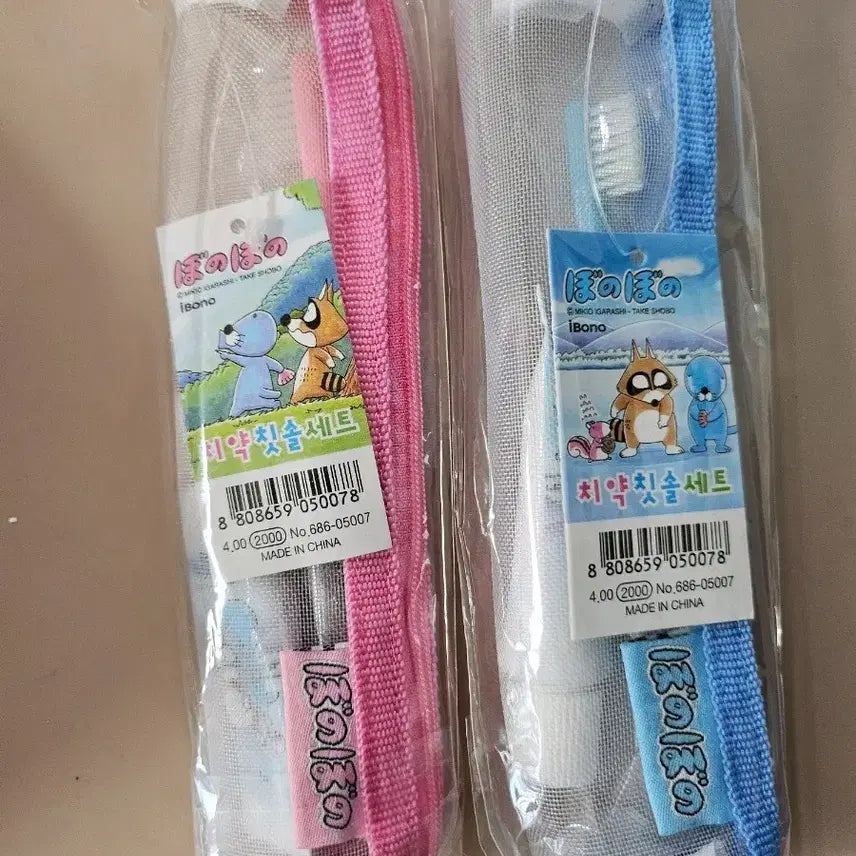 ぼのぼの
© MIKIO IGARASHI - TAKE SHOBO
iBono
치약칫솔세트
8 808659 050078
4.00 2000 No.686-05007
MADE IN CHINA
ぼのぼの
ぼのぼの
© MIKIO IGARASHI - TAKE SHOBO
iBono
치약칫솔세트
8 808659 050078
4.00 2000 No.686-05007
MADE IN CHINA
ぼのぼの